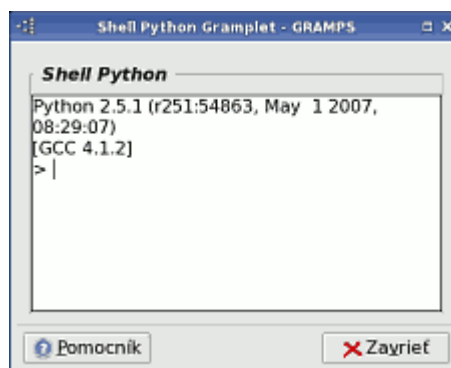 Shell Python Gramplet - GRAMPS
Shell Python
Python 2.5.1 (r251:54863, May  1 2007,
08:29:07)
[GCC 4.1.2]
>
Pomocník
Zavrieť